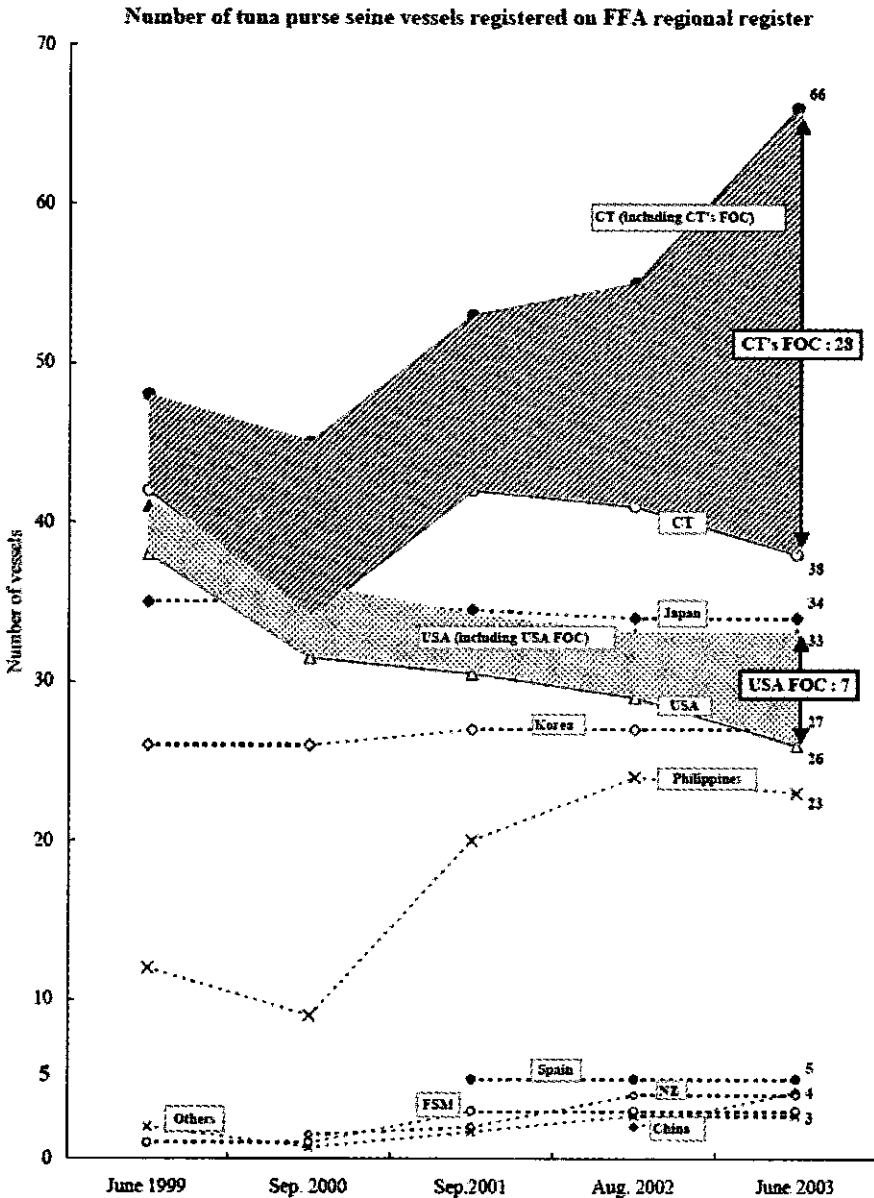 Number of tuna purse seine vessels registered on FFA regional register
70
66
60
CT (including CT's FOC)
CT's FOC : 28
50
Number of vessels
40
CT
38
Japan
34
USA (including USA FOC)
33
USA FOC : 7
30
USA
27
Korea
26
Philippines
23
20
10
Spain
5
5
NZ
4
FSM
Others
3
China
0
June 1999
Sep. 2000
Sep.2001
Aug. 2002
June 2003